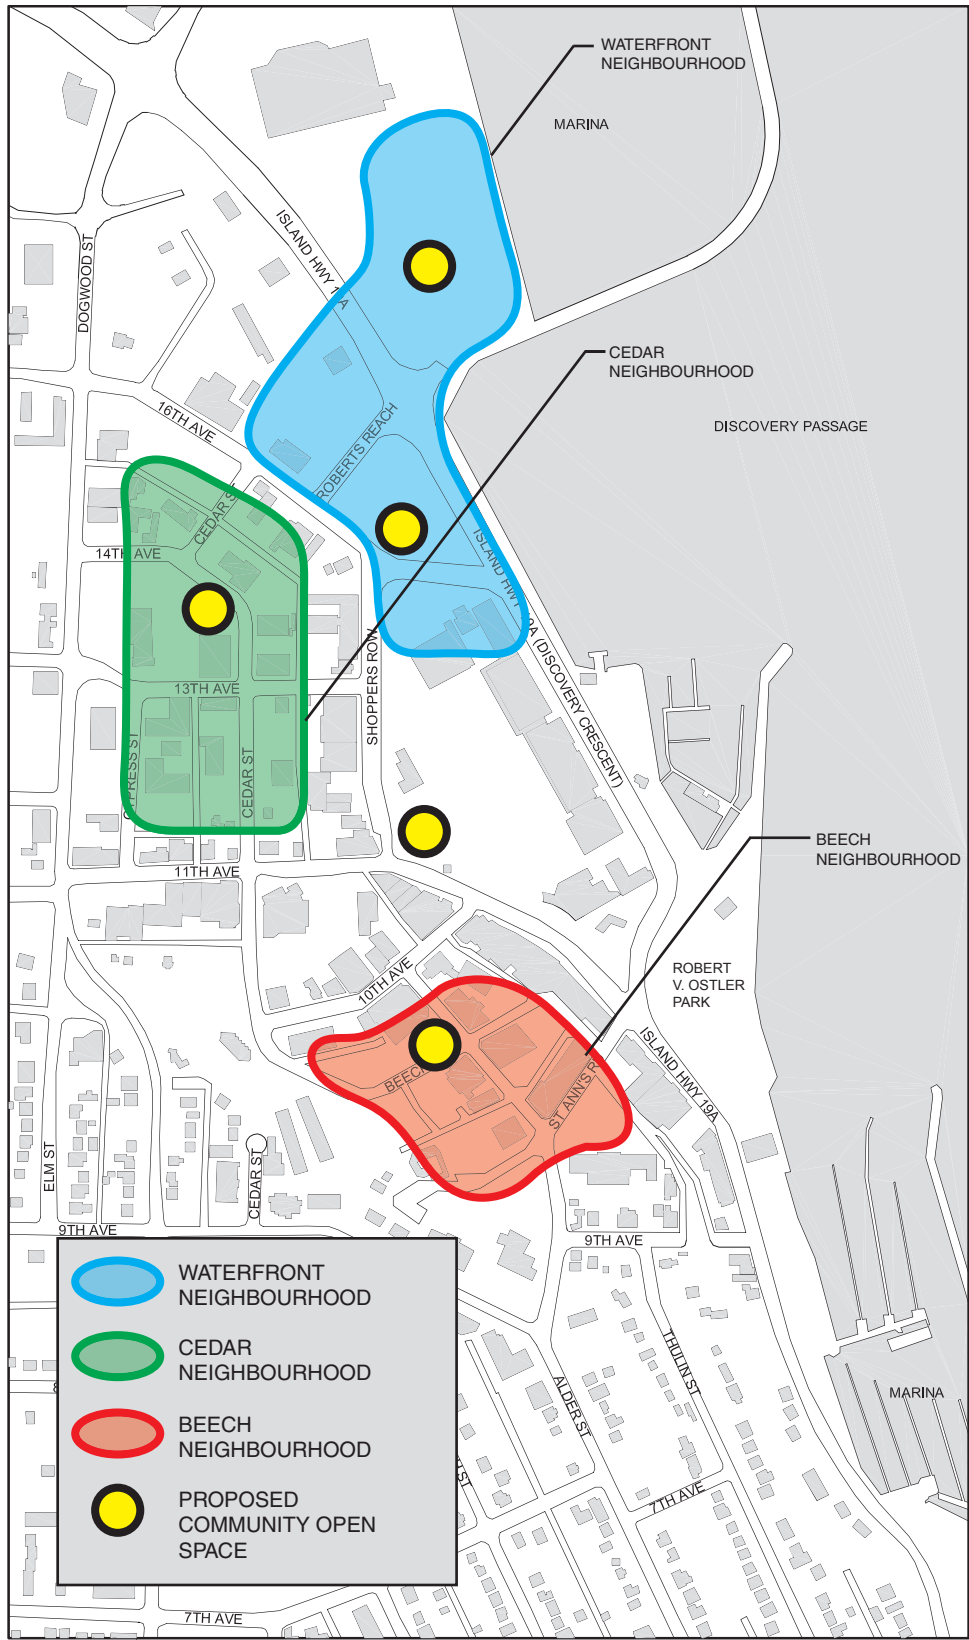 WATERFRONT
NEIGHBOURHOOD
MARINA
ISLAND HWY 19A
DOGWOOD ST
CEDAR
NEIGHBOURHOOD
16TH AVE
ROBERTS REACH
DISCOVERY PASSAGE
CEDAR ST
14TH AVE
ISLAND HWY 19A (DISCOVERY CRESCENT)
13TH AVE
SHOPPERS ROW
CYPRESS ST
CEDAR ST
BEECH
NEIGHBOURHOOD
11TH AVE
10TH AVE
ROBERT
V. OSTLER
PARK
ISLAND HWY 19A
BEECH
ST ANN'S R
ELM ST
CEDAR ST
9TH AVE
9TH AVE
WATERFRONT
NEIGHBOURHOOD
CEDAR
NEIGHBOURHOOD
BEECH
NEIGHBOURHOOD
PROPOSED
COMMUNITY OPEN
SPACE
THULIN ST
ALDER ST
MARINA
7TH AVE
7TH AVE